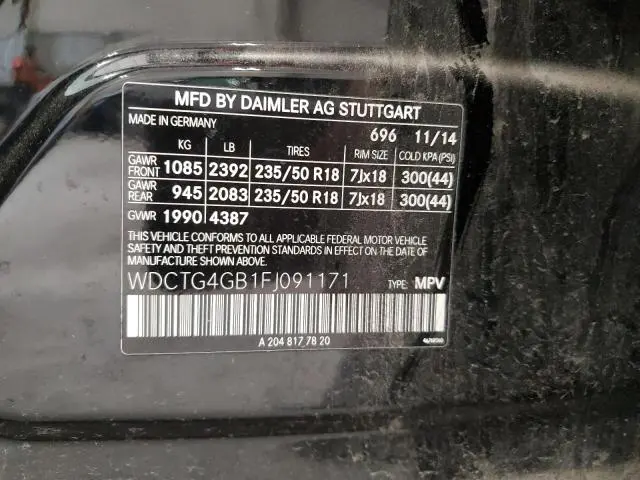 MFD BY DAIMLER AG STUTTGART
MADE IN GERMANY 696 11/14
KG LB TIRES RIM SIZE COLD KPA (PSI)
GAWR FRONT 1085 2392 235/50 R18 7Jx18 300(44)
GAWR REAR 945 2083 235/50 R18 7Jx18 300(44)
GVWR 1990 4387
THIS VEHICLE CONFORMS TO ALL APPLICABLE FEDERAL MOTOR VEHICLE
SAFETY AND THEFT PREVENTION STANDARDS IN EFFECT ON THE DATE OF
MANUFACTURE SHOWN ABOVE.
WDCTG4GB1FJ091171 TYPE: MPV
A 204 817 78 20